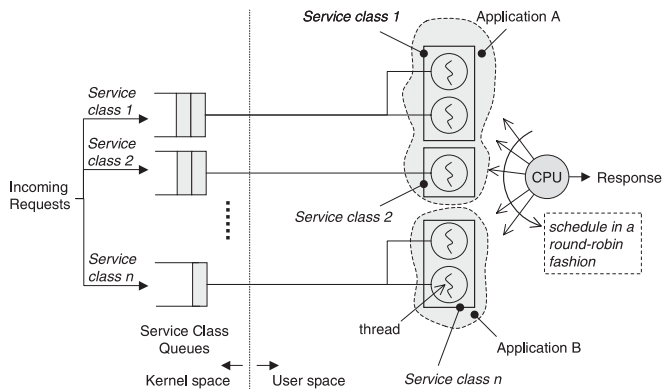 Service class 1
Application A
Service
class 1
Service
class 2
Incoming
Requests
CPU
Response
Service class 2
schedule in a
round-robin
fashion
Service
class n
thread
Service Class
Queues
Application B
Kernel space
User space
Service class n